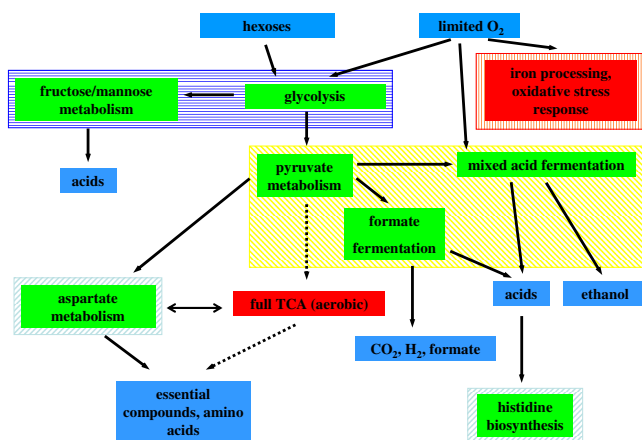 hexoses
limited O₂
fructose/mannose
metabolism
glycolysis
iron processing,
oxidative stress
response
acids
pyruvate
metabolism
mixed acid fermentation
formate
fermentation
aspartate
metabolism
full TCA (aerobic)
acids
ethanol
CO₂, H₂, formate
essential
compounds, amino
acids
histidine
biosynthesis